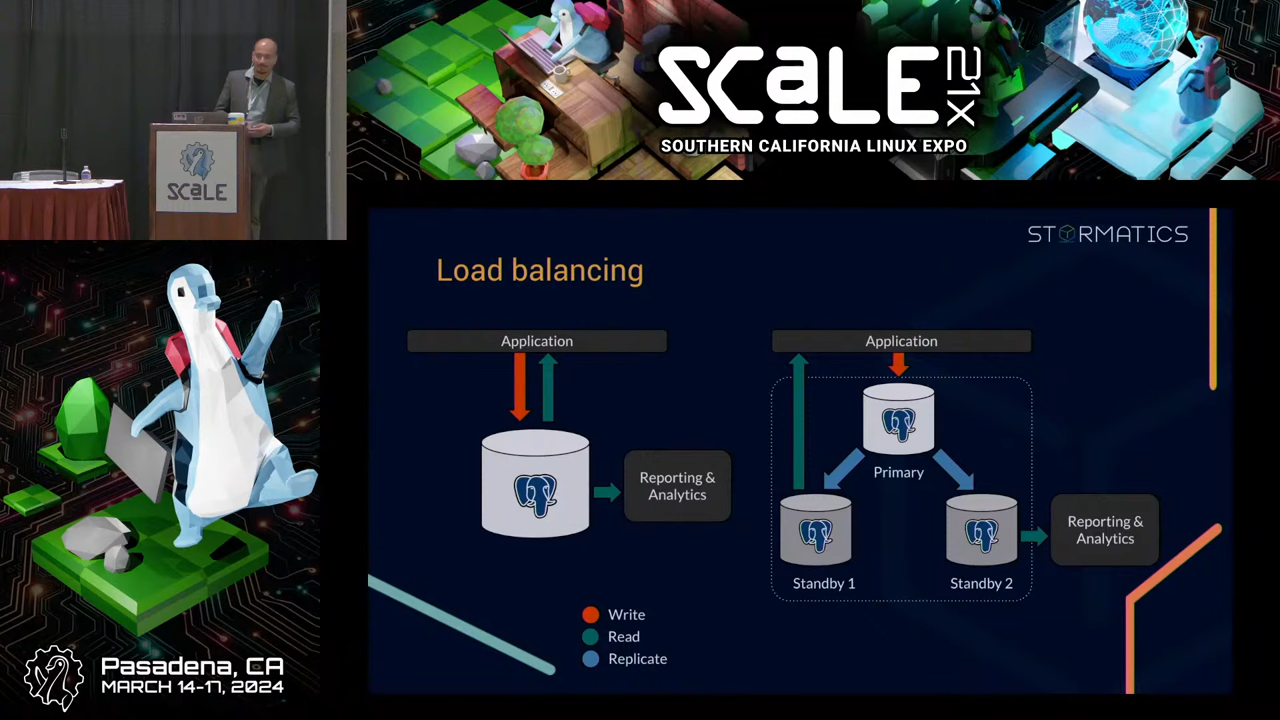 SCaLE 21X
SOUTHERN CALIFORNIA LINUX EXPO
SCaLE
STORMATICS
Load balancing
Application
Reporting &
Analytics
Application
Primary
Standby 1
Standby 2
Reporting &
Analytics
Write
Read
Replicate
Pasadena, CA
MARCH 14-17, 2024